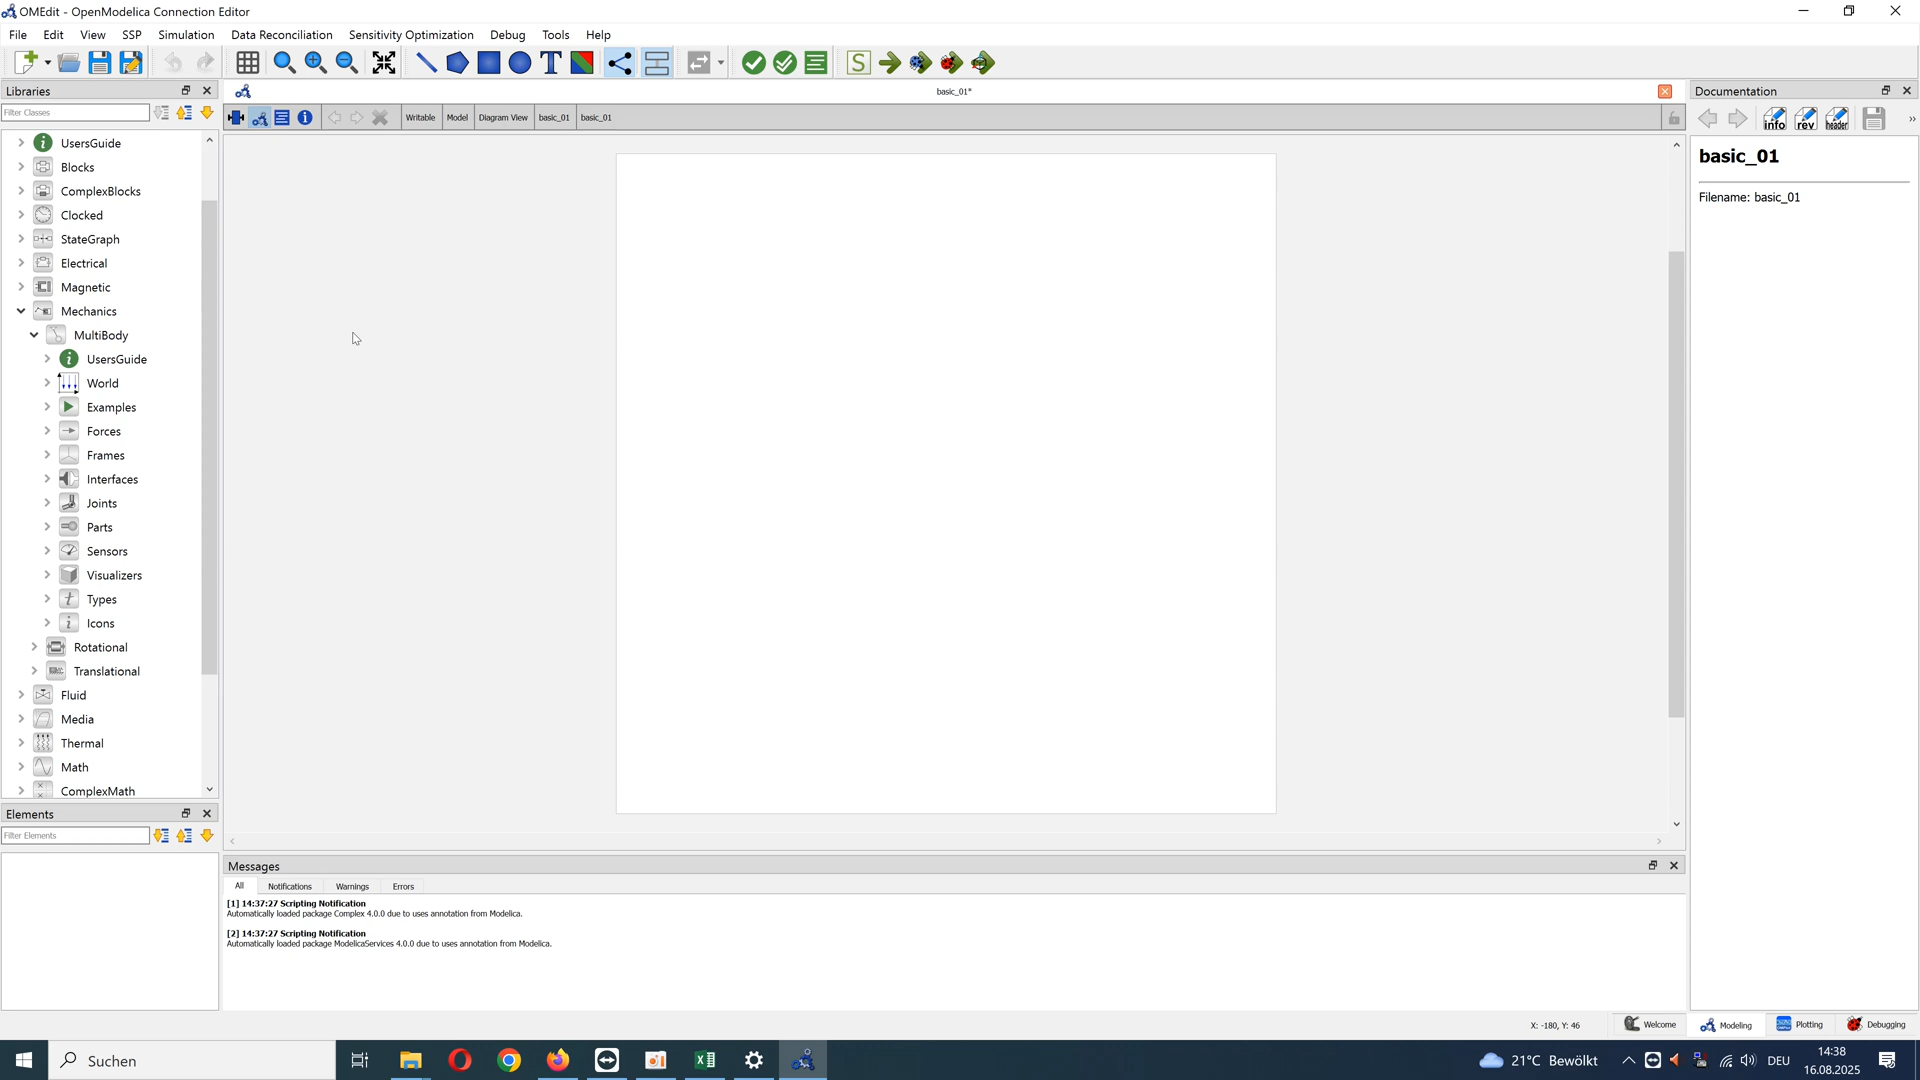 OMEdit - OpenModelica Connection Editor
File Edit View SSP Simulation Data Reconciliation Sensitivity Optimization Debug Tools Help
T
S
Libraries
Filter Classes
UsersGuide
Blocks
ComplexBlocks
Clocked
StateGraph
Electrical
Magnetic
Mechanics
MultiBody
UsersGuide
World
Examples
Forces
Frames
Interfaces
Joints
Parts
Sensors
Visualizers
Types
Icons
Rotational
Translational
Fluid
Media
Thermal
Math
ComplexMath
Elements
Filter Elements
basic_01*
Writable Model Diagram View basic_01 basic_01
Messages
All Notifications Warnings Errors
[1] 14:37:27 Scripting Notification
Automatically loaded package Complex 4.0.0 due to uses annotation from Modelica.
[2] 14:37:27 Scripting Notification
Automatically loaded package ModelicaServices 4.0.0 due to uses annotation from Modelica.
Documentation
info rev header
basic_01
Filename: basic_01
X: -180, Y: 46 Welcome Modeling Plotting Debugging
Suchen
21°C Bewölkt
DEU
14:38
16.08.2025